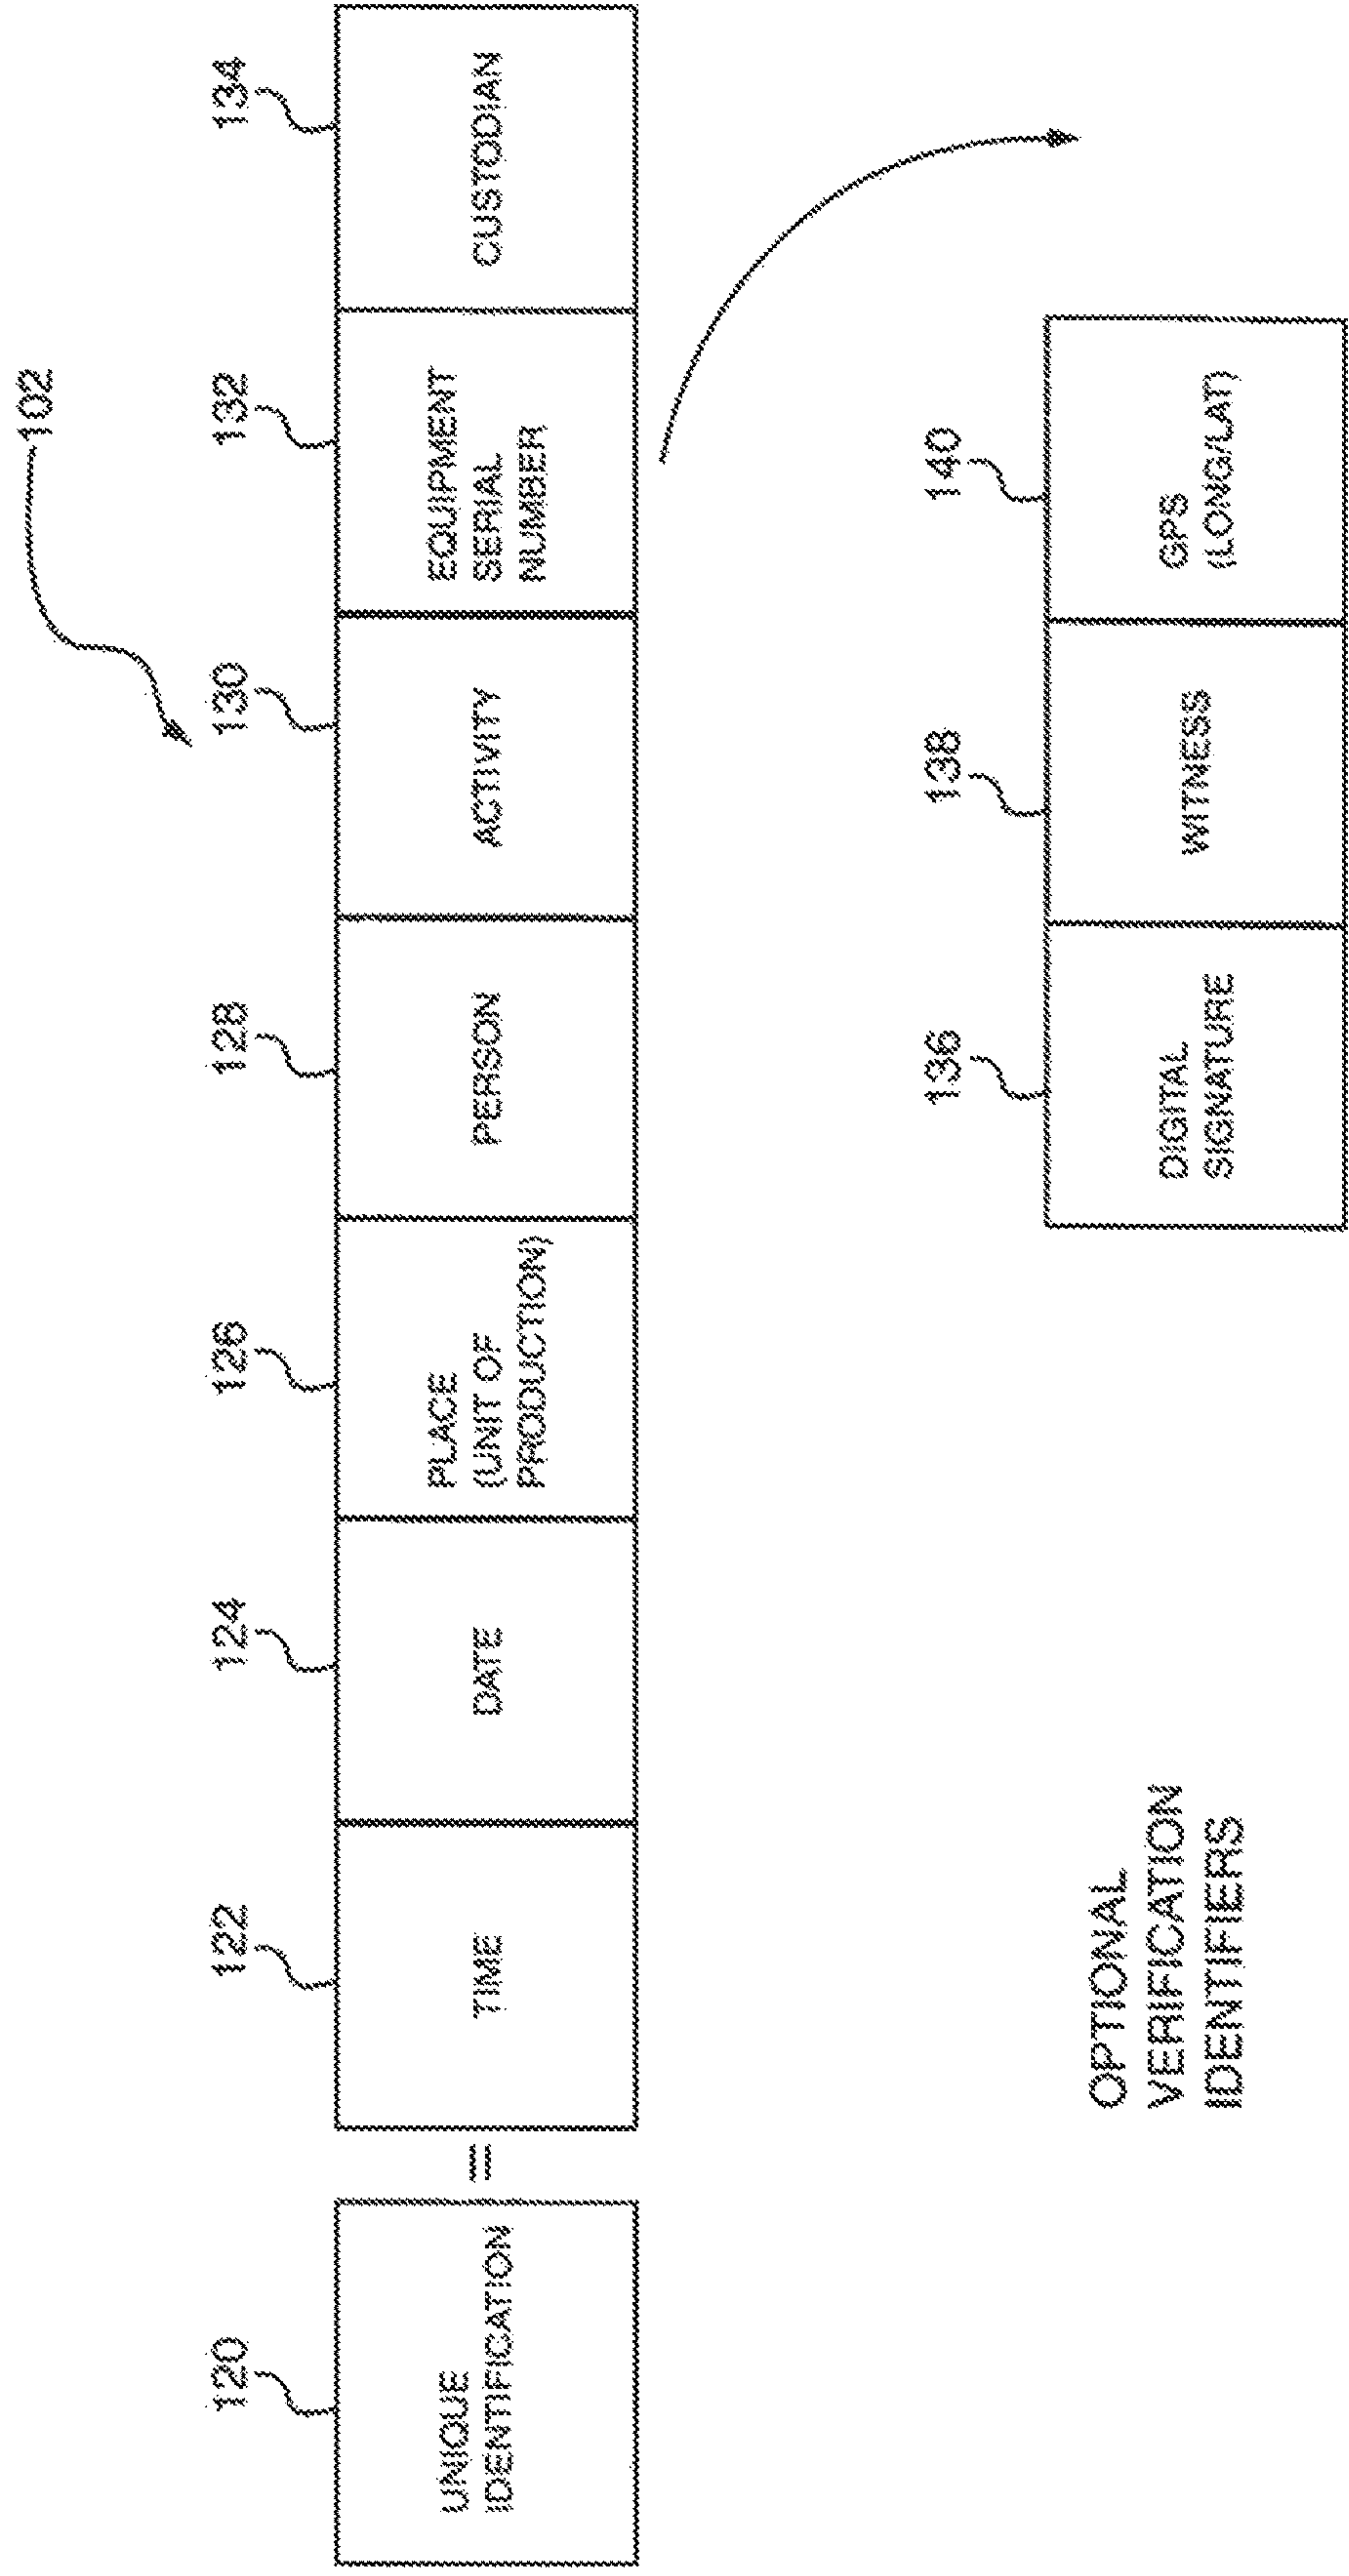 102
120
122
124
126
128
130
132
134
UNIQUE
IDENTIFICATION
=
TIME
DATE
PLACE
(UNIT OF
PRODUCTION)
PERSON
ACTIVITY
EQUIPMENT
SERIAL
NUMBER
CUSTODIAN
136
138
140
OPTIONAL
VERIFICATION
IDENTIFIERS
DIGITAL
SIGNATURE
WITNESS
GPS
(LONG/LAT)